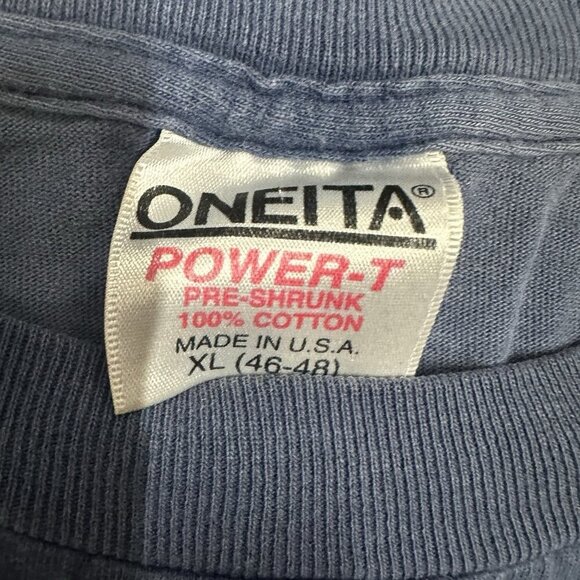 ONEITA®
POWER-T
PRE-SHRUNK
100% COTTON
MADE IN U.S.A.
XL (46-48)